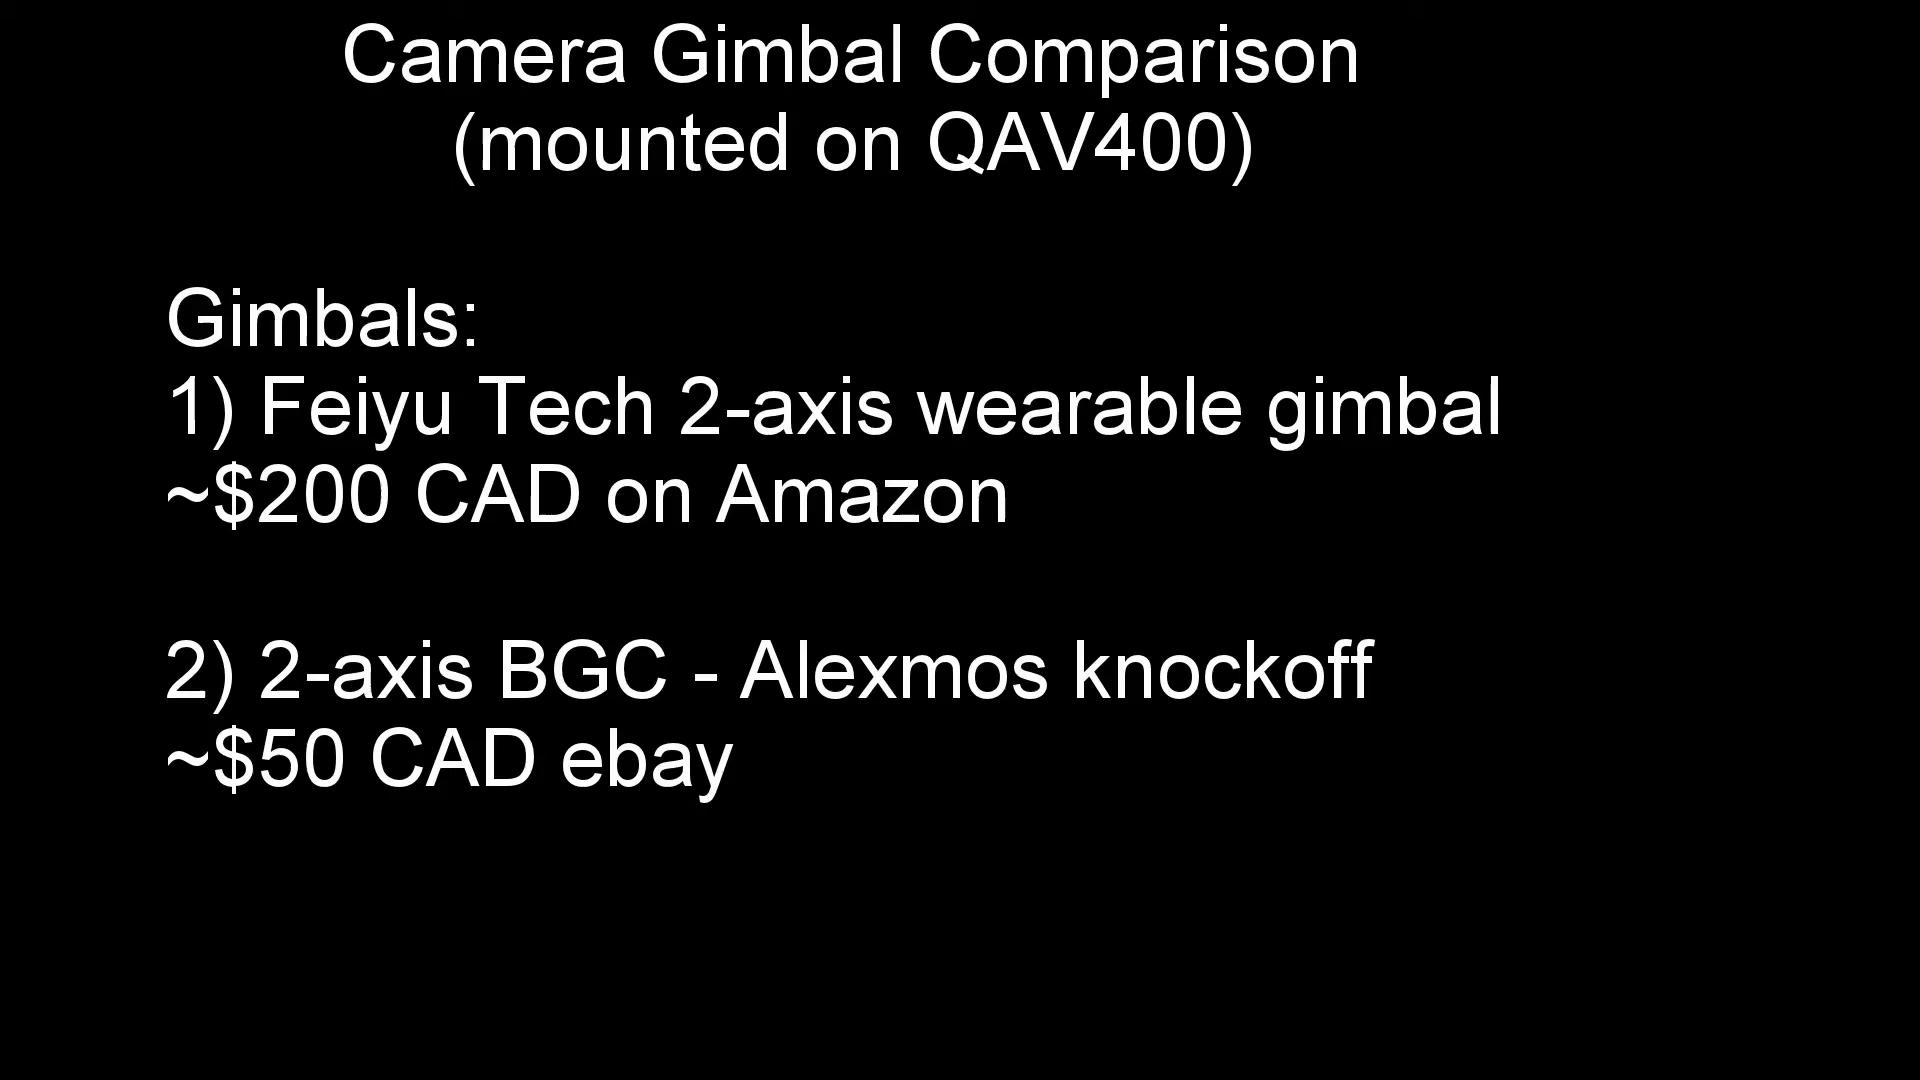 Camera Gimbal Comparison
(mounted on QAV400)
Gimbals:
1) Feiyu Tech 2-axis wearable gimbal
~$200 CAD on Amazon
2) 2-axis BGC - Alexmos knockoff
~$50 CAD ebay